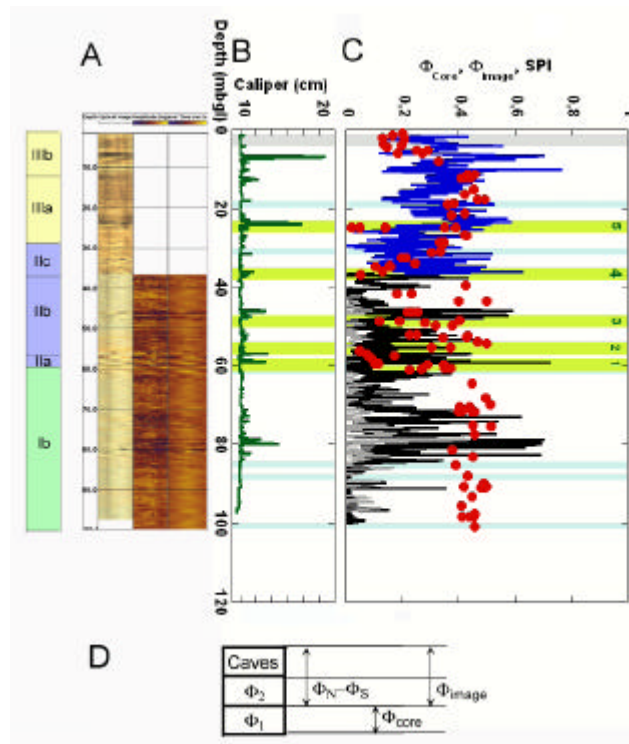 A
B
C
Depth (mbgl)
Caliper (cm)
10
20
Φcore, Φimage, SPI
0
0.2
0.4
0.6
0.8
0
20
40
60
80
100
120
IIIb
IIIa
IIc
IIb
IIa
Ib
5
4
3
2
1
D
Caves
Φ2
Φ1
ΦN-ΦS
Φimage
Φcore